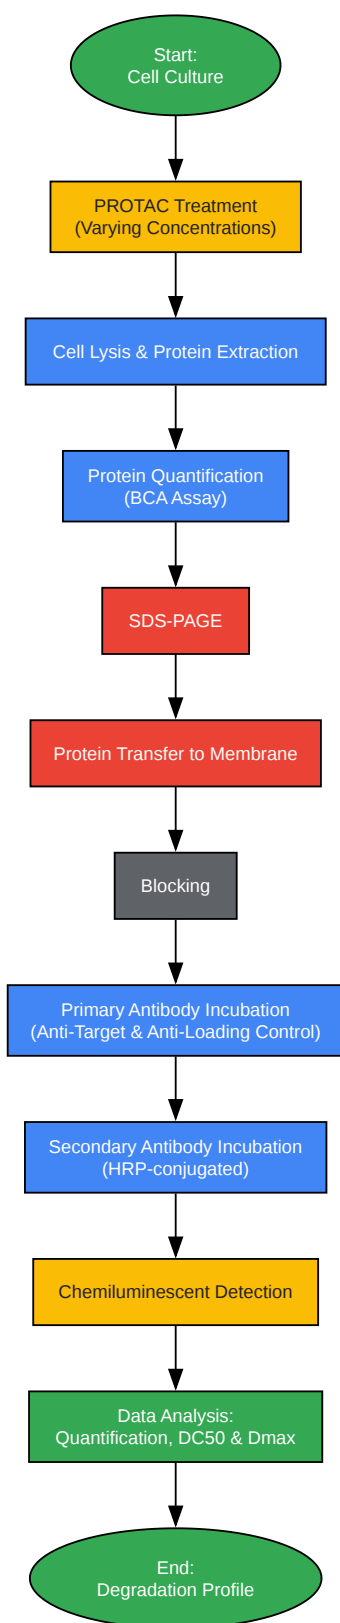 Start:
Cell Culture
PROTAC Treatment
(Varying Concentrations)
Cell Lysis & Protein Extraction
Protein Quantification
(BCA Assay)
SDS-PAGE
Protein Transfer to Membrane
Blocking
Primary Antibody Incubation
(Anti-Target & Anti-Loading Control)
Secondary Antibody Incubation
(HRP-conjugated)
Chemiluminescent Detection
Data Analysis:
Quantification, DC50 & Dmax
End:
Degradation Profile